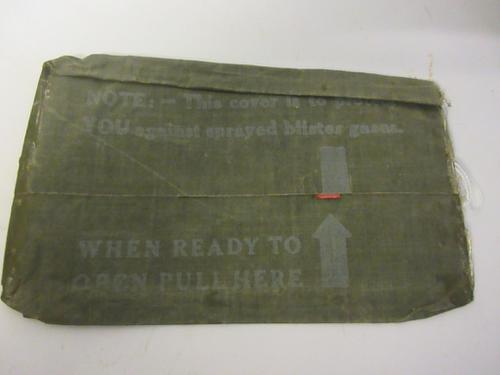 NOTE: – This cover is to
YOU against sprayed blister gases.
WHEN READY TO
OPEN PULL HERE